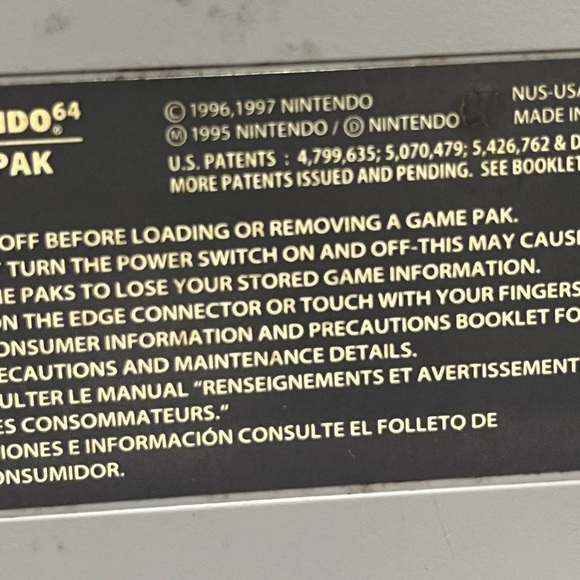 NDO64®
PAK
© 1996,1997 NINTENDO
Ⓜ 1995 NINTENDO / Ⓓ NINTENDO
NUS-USA
MADE IN
U.S. PATENTS : 4,799,635; 5,070,479; 5,426,762 & D
MORE PATENTS ISSUED AND PENDING. SEE BOOKLET
OFF BEFORE LOADING OR REMOVING A GAME PAK.
TURN THE POWER SWITCH ON AND OFF-THIS MAY CAUSE
E PAKS TO LOSE YOUR STORED GAME INFORMATION.
ON THE EDGE CONNECTOR OR TOUCH WITH YOUR FINGERS
ONSUMER INFORMATION AND PRECAUTIONS BOOKLET FO
ECAUTIONS AND MAINTENANCE DETAILS.
ULTER LE MANUAL "RENSEIGNEMENTS ET AVERTISSEMENT
ES CONSOMMATEURS."
IONES E INFORMACIÓN CONSULTE EL FOLLETO DE
ONSUMIDOR.